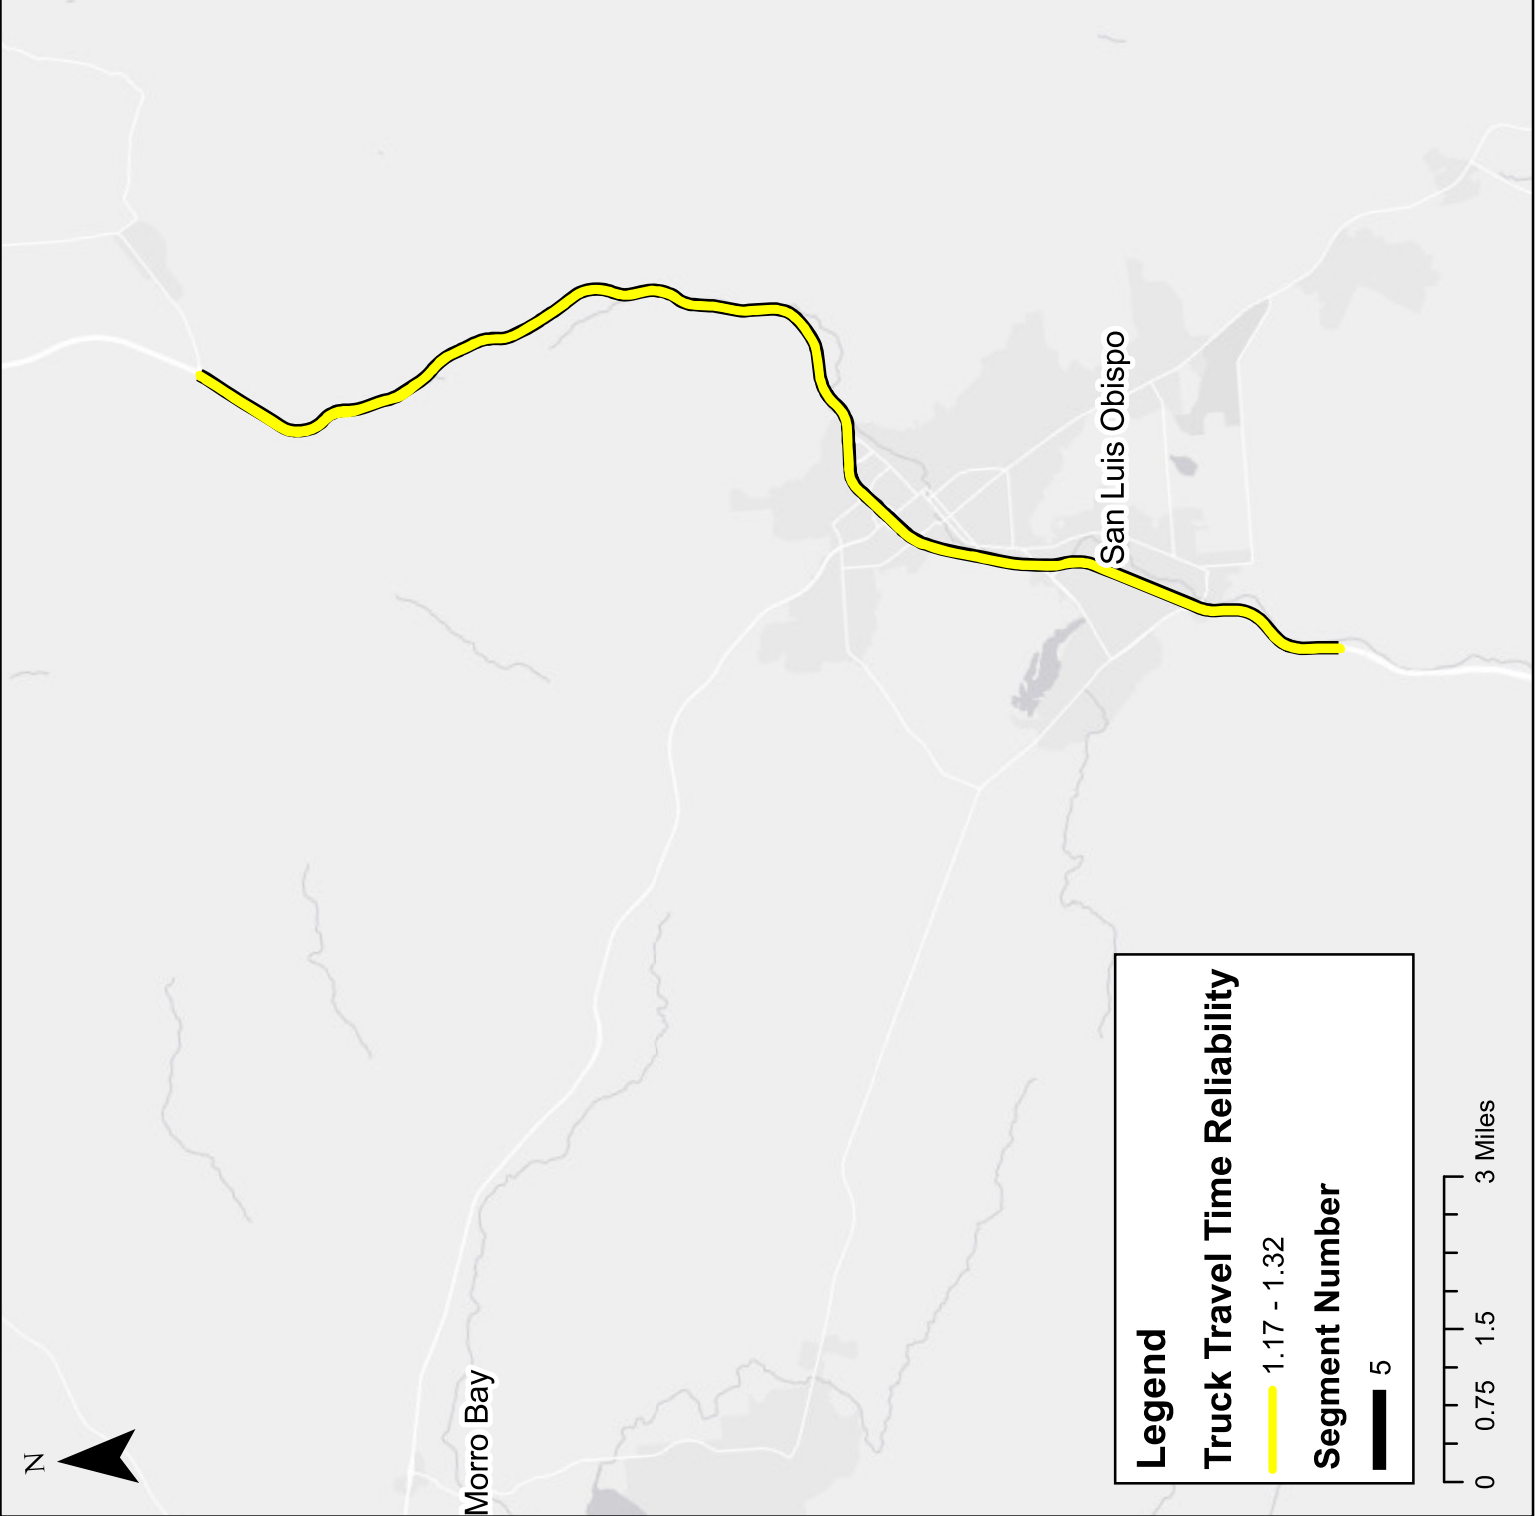 N
Morro Bay
San Luis Obispo
Legend
Truck Travel Time Reliability
1.17 - 1.32
Segment Number
5
0 0.75 1.5 3 Miles